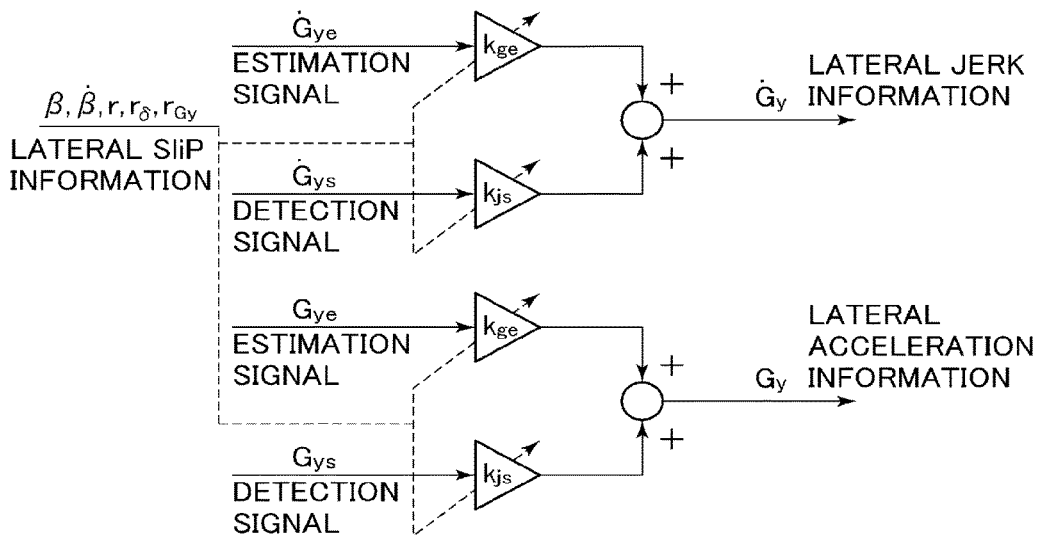 Ġye
kge
ESTIMATION
SIGNAL
LATERAL JERK
INFORMATION
Ġy
+
+
β, β̇, r, rδ, rGy
LATERAL SliP
INFORMATION
Ġys
kjs
DETECTION
SIGNAL
Gye
kge
ESTIMATION
SIGNAL
LATERAL
ACCELERATION
INFORMATION
Gy
+
+
Gys
kjs
DETECTION
SIGNAL